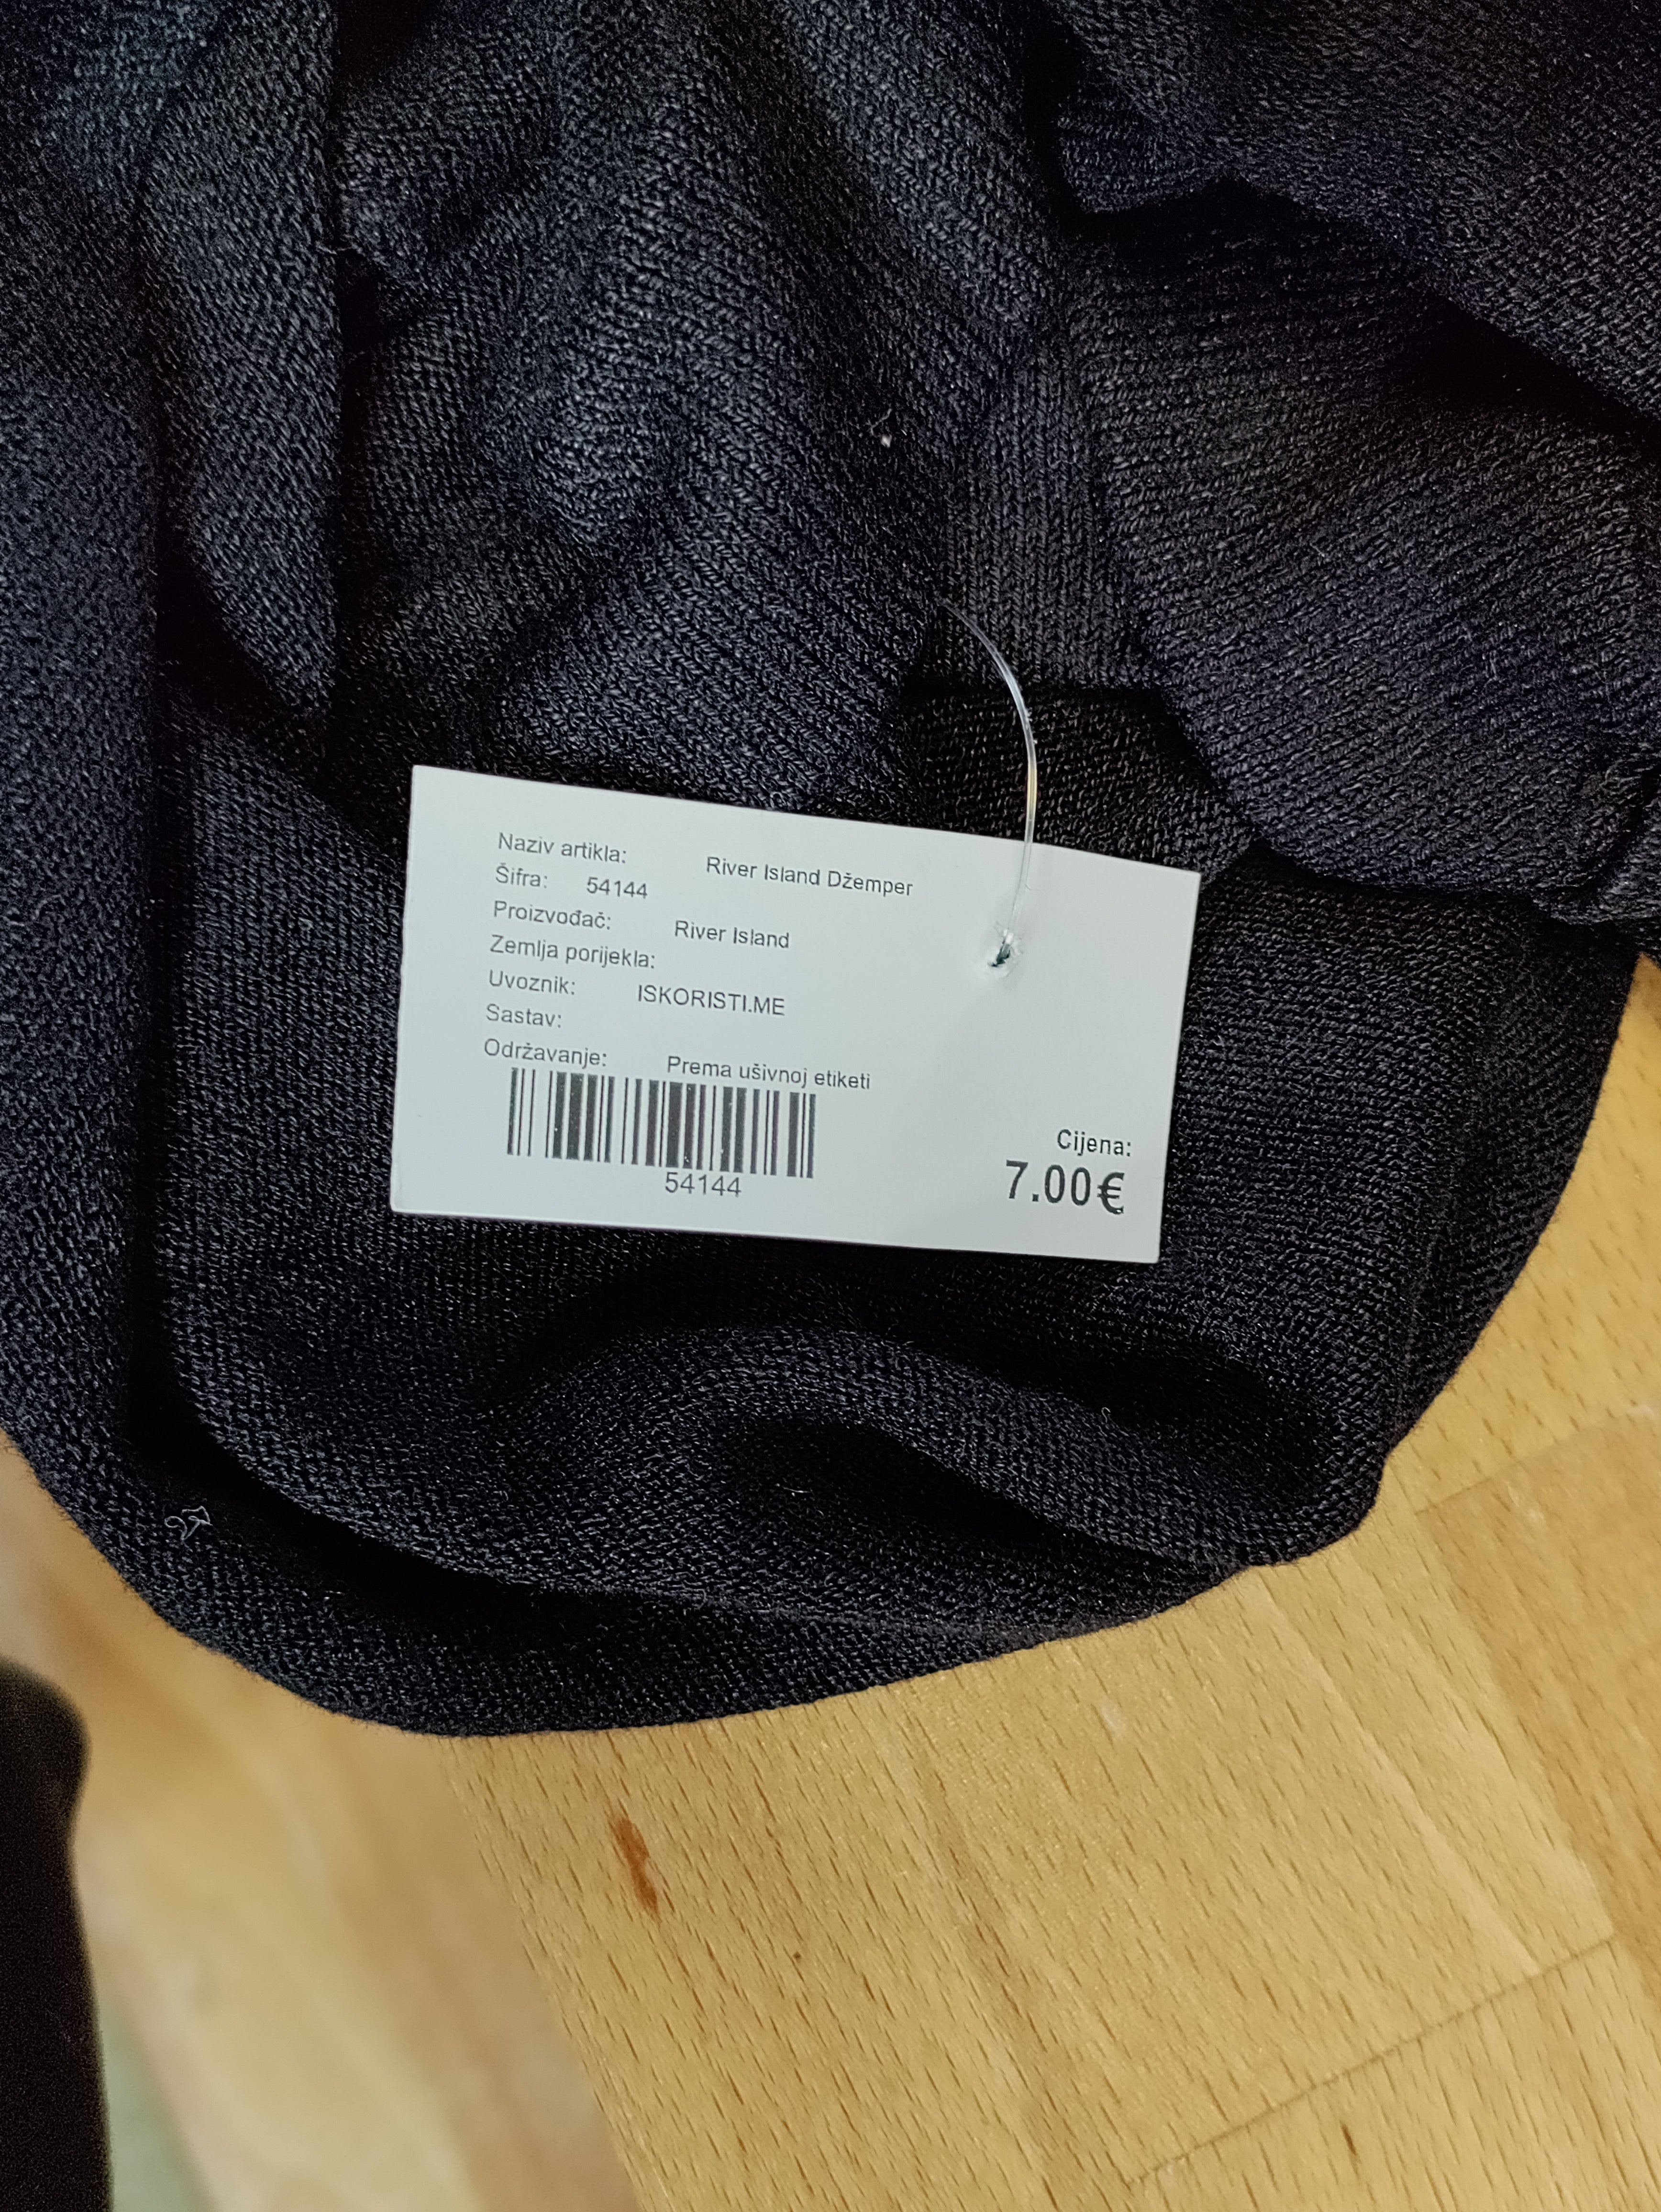 Naziv artikla: River Island Džemper
Šifra: 54144
Proizvođač: River Island
Zemlja porijekla:
Uvoznik: ISKORISTI.ME
Sastav:
Održavanje: Prema ušivnoj etiketi
54144
Cijena:
7.00€